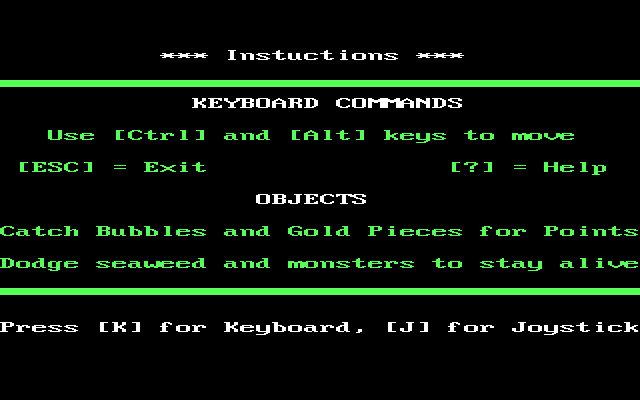 *** Instuctions ***
KEYBOARD COMMANDS
Use [Ctrl] and [Alt] keys to move
[ESC] = Exit [?] = Help
OBJECTS
Catch Bubbles and Gold Pieces for Points
Dodge seaweed and monsters to stay alive
Press [K] for Keyboard, [J] for Joystick